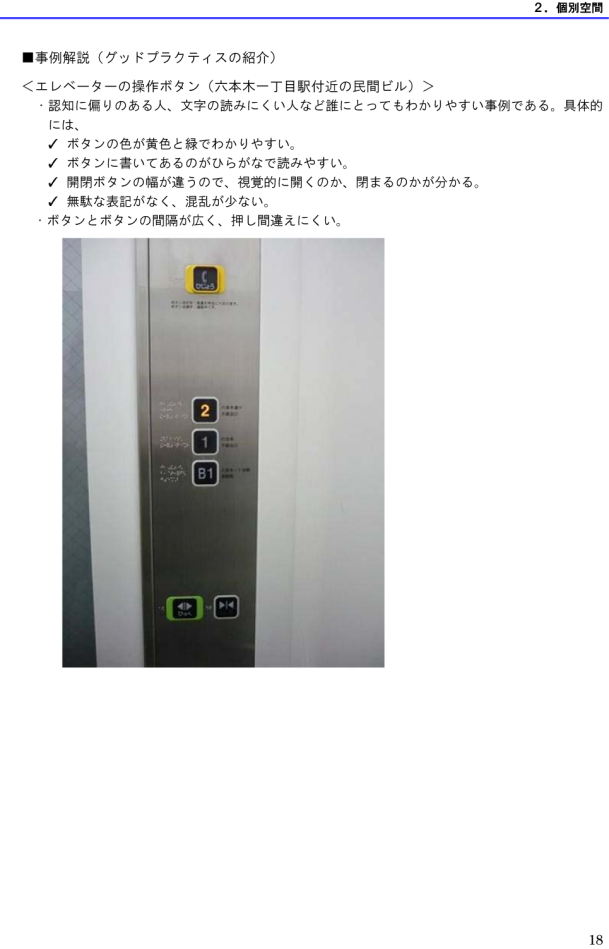 2．個別空間
■事例解説（グッドプラクティスの紹介）
＜エレベーターの操作ボタン（六本木一丁目駅付近の民間ビル）＞
・認知に偏りのある人、文字の読みにくい人など誰にとってもわかりやすい事例である。具体的
には、
✓ ボタンの色が黄色と緑でわかりやすい。
✓ ボタンに書いてあるのがひらがなで読みやすい。
✓ 開閉ボタンの幅が違うので、視覚的に開くのか、閉まるのかが分かる。
✓ 無駄な表記がなく、混乱が少ない。
・ボタンとボタンの間隔が広く、押し間違えにくい。
ひじょう
2
1
B1
ひらく
18